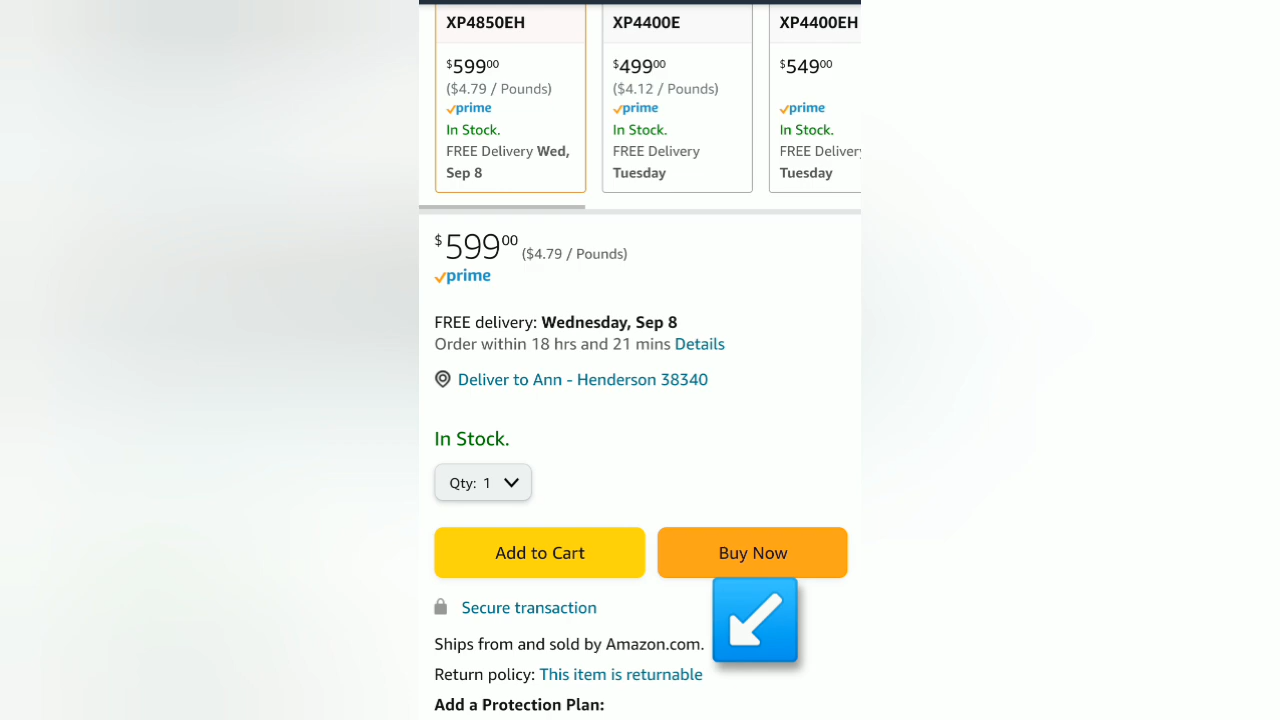 XP4850EH XP4400E XP4400EH
$59900 $49900 $54900
($4.79 / Pounds) ($4.12 / Pounds)
prime prime prime
In Stock. In Stock. In Stock.
FREE Delivery Wed, FREE Delivery FREE Delivery
Sep 8 Tuesday Tuesday
$59900 ($4.79 / Pounds)
prime
FREE delivery: Wednesday, Sep 8
Order within 18 hrs and 21 mins Details
Deliver to Ann - Henderson 38340
In Stock.
Qty: 1
Add to Cart Buy Now
Secure transaction
Ships from and sold by Amazon.com.
Return policy: This item is returnable
Add a Protection Plan: